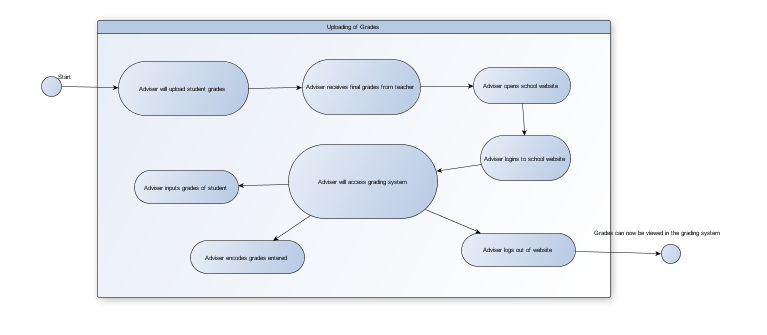 Uploading of Grades
Start
Adviser will upload student grades
Adviser receives final grades from teacher
Adviser opens school website
Adviser logins to school website
Adviser will access grading system
Adviser inputs grades of student
Adviser encodes grades entered
Adviser logs out of website
Grades can now be viewed in the grading system